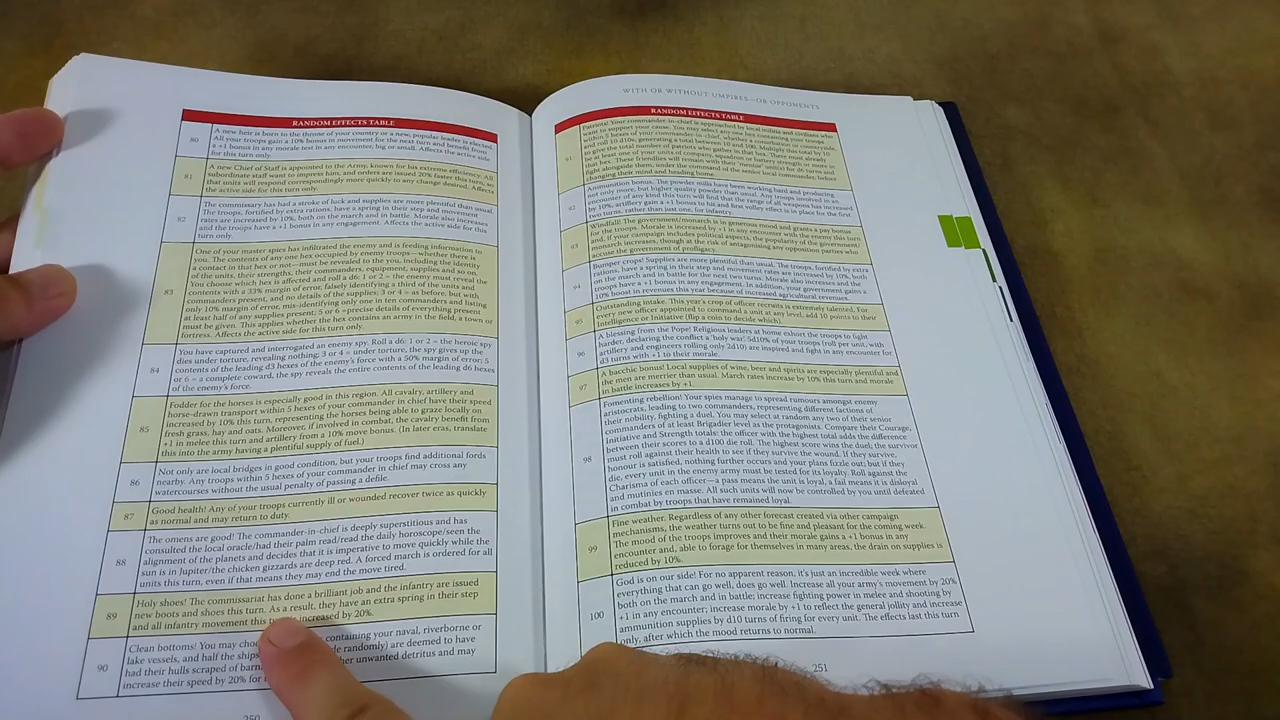 RANDOM EFFECTS TABLE
80
A new heir is born to the throne of your country or a new, popular leader is elected
All your troops gain a 10% bonus in movement for the next turn and benefit from
a +1 bonus in any morale test in any encounter, big or small. Affects the active side
for this turn only.
81
A new Chief of Staff is appointed to the Army, known for his extreme efficiency. All
subordinate staff want to impress him, and orders are issued 20% faster this turn, so
that units will respond correspondingly more quickly to any change desired. Affects
the active side for this turn only.
82
The commissary has had a stroke of luck and supplies are more plentiful than usual.
The troops, fortified by extra rations, have a spring in their step and movement
rates are increased by 10%, both on the march and in battle. Morale also increases
and the troops have a +1 bonus in any engagement. Affects the active side for this
turn only.
83
One of your master spies has infiltrated the enemy and is feeding information to
you. The contents of any one hex occupied by enemy troops—whether there is
a contact in that hex or not—must be revealed to you, including the identity
of the units, their strengths, their commanders, equipment, supplies and so on.
You choose which hex is affected and roll a d6: 1 or 2 = the enemy must reveal the
contents with a 33% margin of error, falsely identifying a third of the units and
commanders present, and no details of the supplies; 3 or 4 = as before, but with
only 10% margin of error, mis-identifying only one in ten commanders and listing
at least half of any supplies present; 5 or 6 = precise details of everything present
must be given. This applies whether the hex contains an army in the field, a town or
fortress. Affects the active side for this turn only.
84
You have captured and interrogated an enemy spy. Roll a d6: 1 or 2 = the heroic spy
dies under torture, revealing nothing; 3 or 4 = under torture, the spy gives up the
contents of the leading d3 hexes of the enemy's force with a 50% margin of error; 5
or 6 = a complete coward, the spy reveals the entire contents of the leading d6 hexes
of the enemy's force.
85
Fodder for the horses is especially good in this region. All cavalry, artillery and
horse-drawn transport within 5 hexes of your commander in chief have their speed
increased by 10% this turn, representing the horses being able to graze locally on
fresh grass, hay and oats. Moreover, if involved in combat, the cavalry benefit from
+1 in melee this turn and artillery from a 10% move bonus. (In later eras, translate
this into the army having a plentiful supply of fuel.)
86
Not only are local bridges in good condition, but your troops find additional fords
nearby. Any troops within 5 hexes of your commander in chief may cross any
watercourses without the usual penalty of passing a defile.
87
Good health! Any of your troops currently ill or wounded recover twice as quickly
as normal and may return to duty.
88
The omens are good! The commander-in-chief is deeply superstitious and has
consulted the local oracle/had their palm read/read the daily horoscope/seen the
alignment of the planets and decides that it is imperative to move quickly while the
sun is in Jupiter/the chicken gizzards are deep red. A forced march is ordered for all
units this turn, even if that means they may end the move tired.
89
Holy shoes! The commissariat has done a brilliant job and the infantry are issued
new boots and shoes this turn. As a result, they have an extra spring in their step
and all infantry movement this increased by 20%.
90
Clean bottoms! You may containing your naval, riverborne or
lake vessels, and half the ships randomly) are deemed to have
had their hulls scraped of unwanted detritus and may
increase their speed by 20% for
250
WITH OR WITHOUT UMPIRES—OR OPPONENTS
RANDOM EFFECTS TABLE
91
Patriots! Your commander-in-chief is approached by local militia and civilians who
want to support your cause. You may select any one hex containing your troops
within 5 hexes of your commander-in-chief, whether a conurbation or countryside,
and roll 10 d10s, generating a total between 10 and 100. Multiply this total by 10
to give the total number of patriots who gather in that hex. There must already
be at least one of your units of company, squadron or battery strength or more in
that hex. These friendlies will remain with their "mentor" unit(s) for d6 turns and
fight alongside them, under the command of the senior local commander, before
changing their mind and heading home.
92
Ammunition bonus. The powder mills have been working hard and producing
not only more, but higher quality powder than usual. Any troops involved in an
encounter of any kind this turn will find that the range of all weapons has increased
by 10%, artillery gain a +1 bonus to hit and first volley effect is in place for the first
two turns, rather than just one, for infantry.
93
Windfall! The government/monarch is in generous mood and grants a pay bonus
for the troops. Morale is increased by +1 in any encounter with the enemy this turn
and, if your campaign includes political aspects, the popularity of the government/
monarch increases, though at the risk of antagonising any opposition parties who
accuse the government of profligacy.
94
Bumper crops! Supplies are more plentiful than usual. The troops, fortified by extra
rations, have a spring in their step and movement rates are increased by 10%, both
on the march and in battle for the next two turns. Morale also increases and the
troops have a +1 bonus in any engagement. In addition, your government gains a
10% boost in revenues this year because of increased agricultural revenues.
95
Outstanding intake. This year's crop of officer recruits is extremely talented. For
every new officer appointed to command a unit at any level, add 10 points to their
Intelligence or Initiative (flip a coin to decide which).
96
A blessing from the Pope! Religious leaders at home exhort the troops to fight
harder, declaring the conflict a 'holy war'. 5d10% of your troops (roll per unit, with
artillery and engineers rolling only 2d10) are inspired and fight in any encounter for
d3 turns with +1 to their morale.
97
A bacchic bonus! Local supplies of wine, beer and spirits are especially plentiful and
the men are merrier than usual. March rates increase by 10% this turn and morale
in battle increases by +1.
98
Fomenting rebellion! Your spies manage to spread rumours amongst enemy
aristocrats, leading to two commanders, representing different factions of
their nobility, fighting a duel. You may select at random any two of their senior
commanders of at least Brigadier level as the protagonists. Compare their Courage,
Initiative and Strength totals: the officer with the highest total adds the difference
between their scores to a d100 die roll. The highest score wins the duel; the survivor
must roll against their health to see if they survive the wound. If they survive,
honour is satisfied, nothing further occurs and your plans fizzle out; but if they
die, every unit in the enemy army must be tested for its loyalty. Roll against the
Charisma of each officer—a pass means the unit is loyal, a fail means it is disloyal
and mutinies en masse. All such units will now be controlled by you until defeated
in combat by troops that have remained loyal.
99
Fine weather. Regardless of any other forecast created via other campaign
mechanisms, the weather turns out to be fine and pleasant for the coming week.
The mood of the troops improves and their morale gains a +1 bonus in any
encounter and, able to forage for themselves in many areas, the drain on supplies is
reduced by 10%.
100
God is on our side! For no apparent reason, it's just an incredible week where
everything that can go well, does go well. Increase all your army's movement by 20%
both on the march and in battle; increase fighting power in melee and shooting by
+1 in any encounter; increase morale by +1 to reflect the general jollity and increase
ammunition supplies by d10 turns of firing for every unit. The effects last this turn
only, after which the mood returns to normal.
251